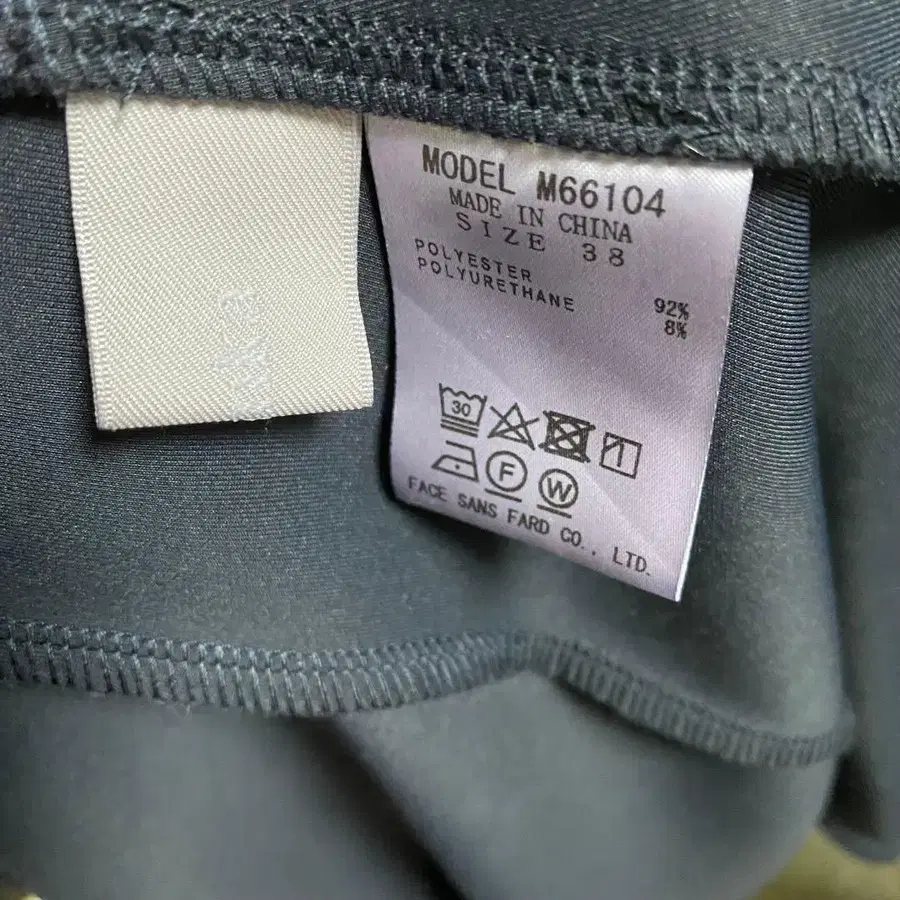 MODEL M66104
MADE IN CHINA
SIZE 38
POLYESTER 92%
POLYURETHANE 8%
30
F
W
FACE SANS FARD CO., LTD.